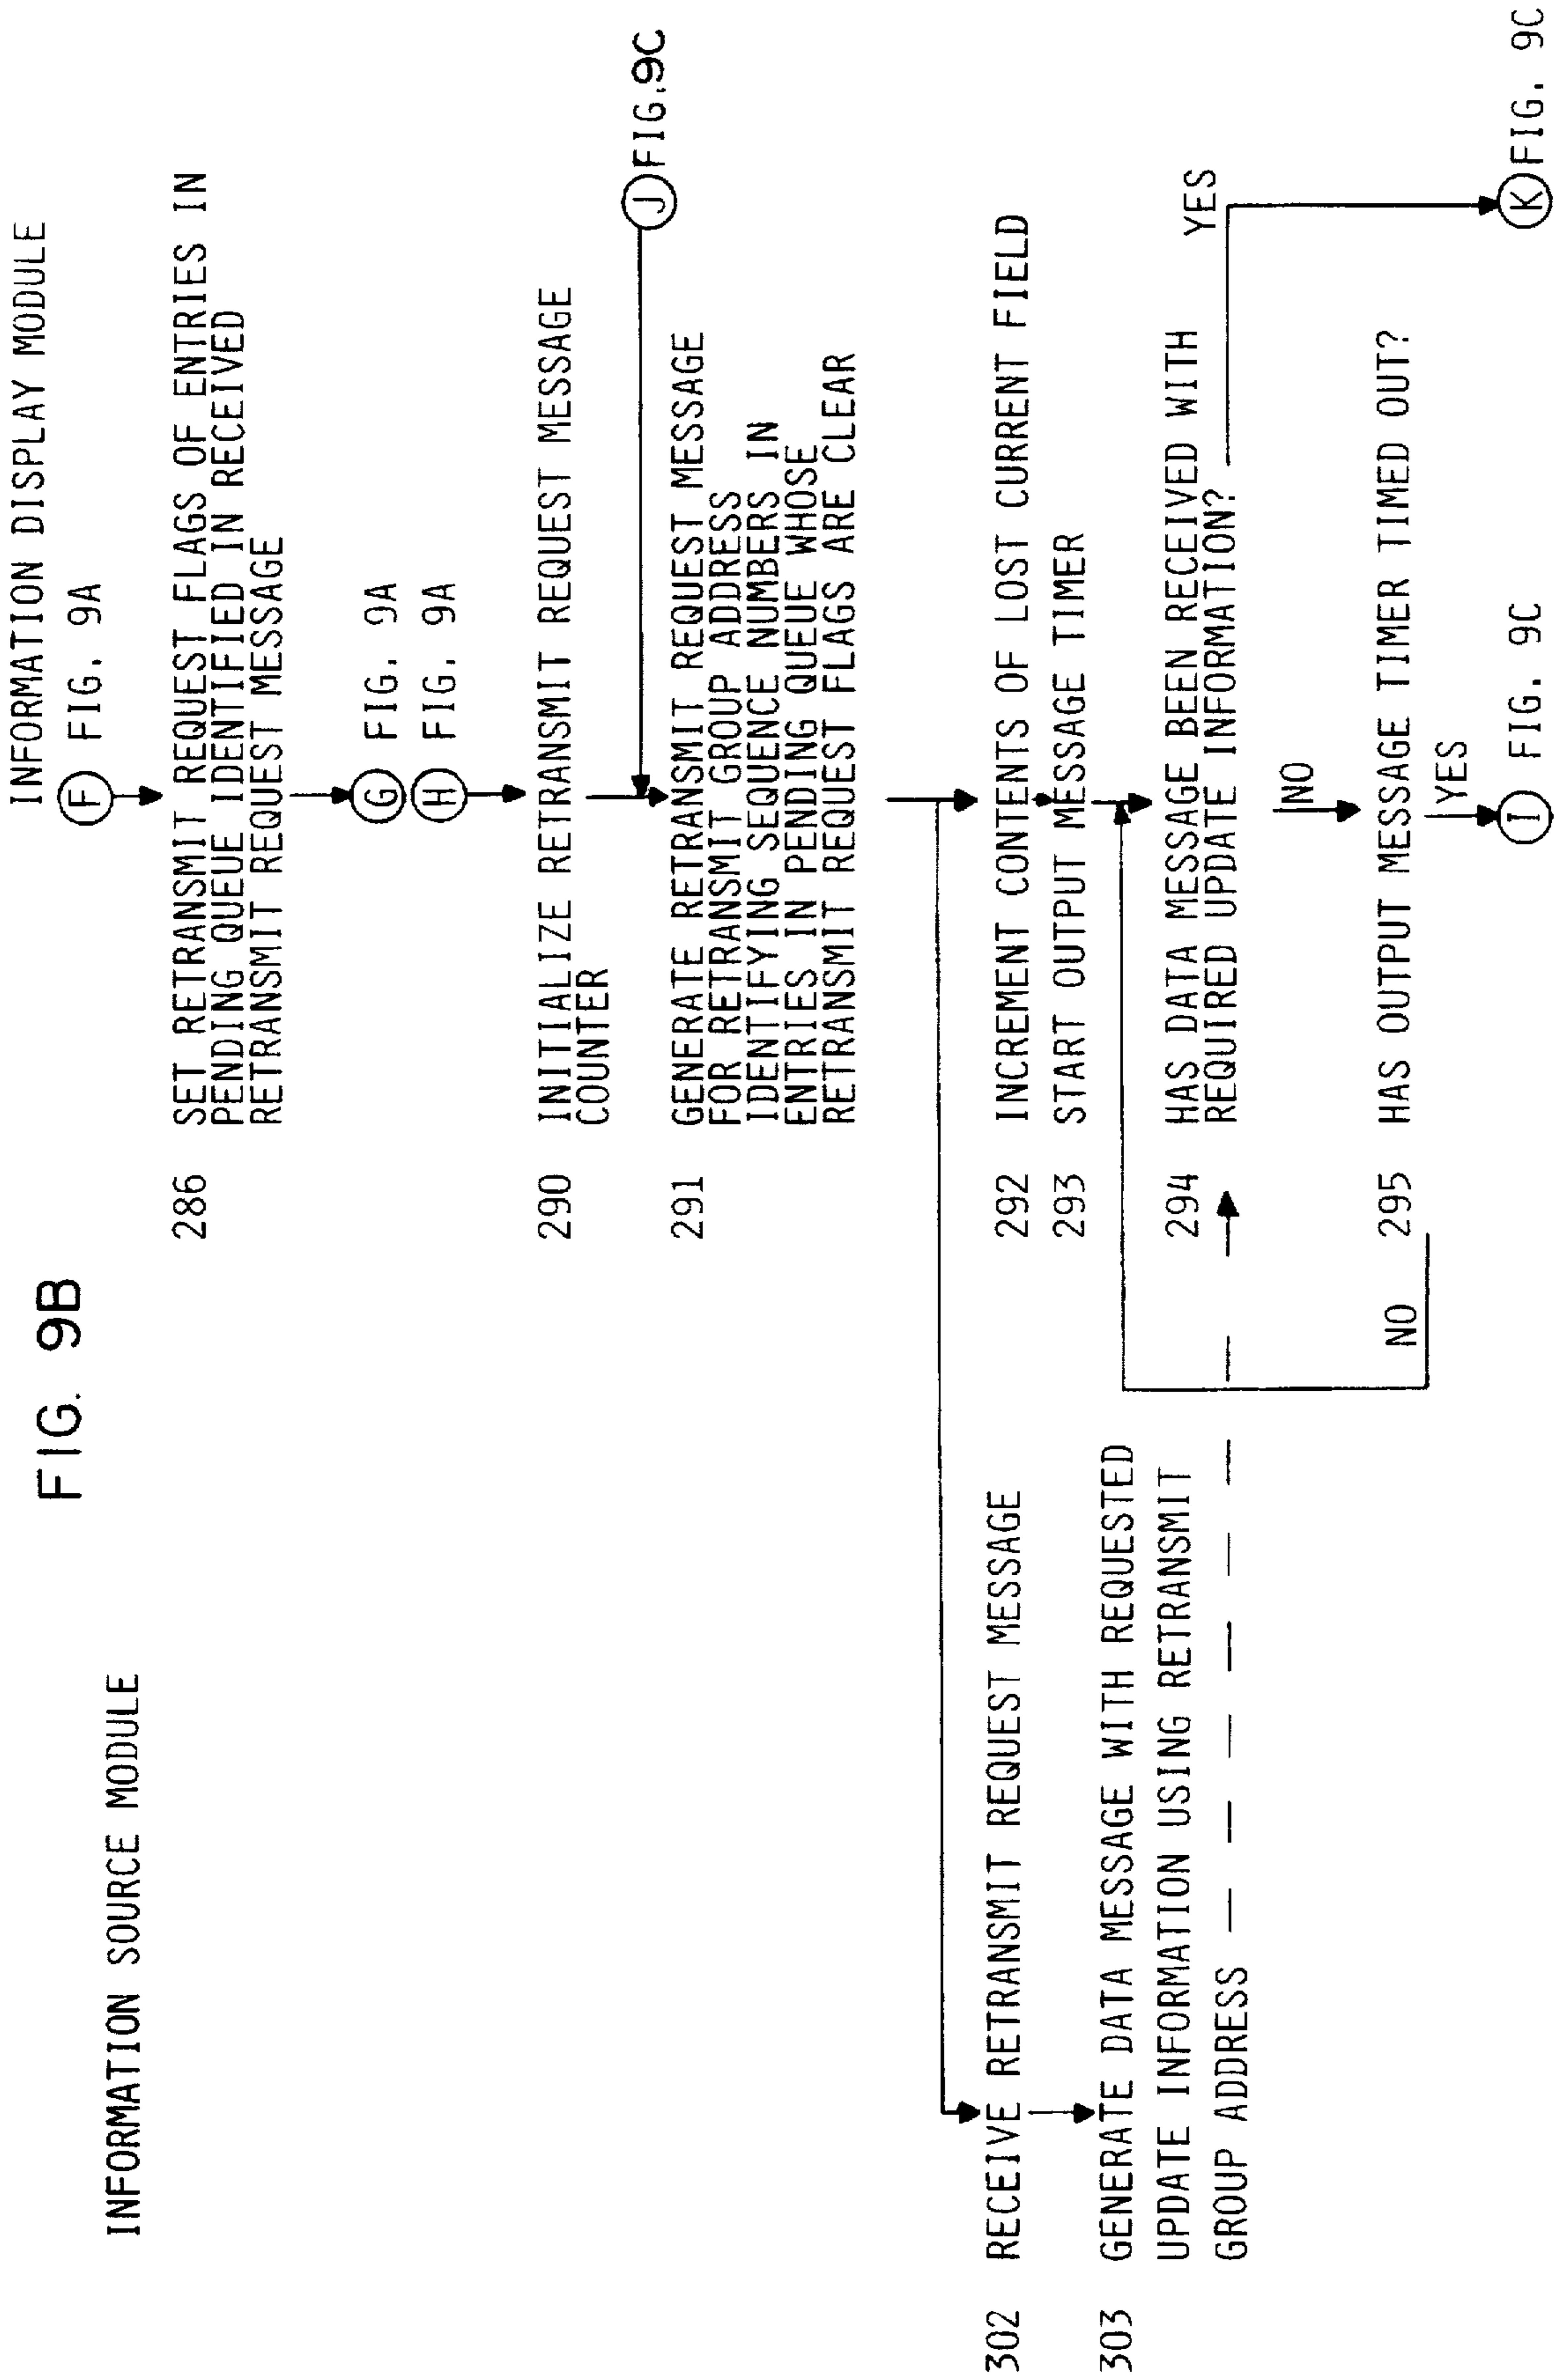 FIG. 9B
INFORMATION SOURCE MODULE
INFORMATION DISPLAY MODULE
F FIG. 9A
286 SET RETRANSMIT REQUEST FLAGS OF ENTRIES IN
PENDING QUEUE IDENTIFIED IN RECEIVED
RETRANSMIT REQUEST MESSAGE
G FIG. 9A
H FIG. 9A
290 INITIALIZE RETRANSMIT REQUEST MESSAGE
COUNTER
J FIG.9C
291 GENERATE RETRANSMIT REQUEST MESSAGE
FOR RETRANSMIT GROUP ADDRESS
IDENTIFYING SEQUENCE NUMBERS IN
ENTRIES IN PENDING QUEUE WHOSE
RETRANSMIT REQUEST FLAGS ARE CLEAR
302 RECEIVE RETRANSMIT REQUEST MESSAGE
303 GENERATE DATA MESSAGE WITH REQUESTED
UPDATE INFORMATION USING RETRANSMIT
GROUP ADDRESS
292 INCREMENT CONTENTS OF LOST CURRENT FIELD
293 START OUTPUT MESSAGE TIMER
294 HAS DATA MESSAGE BEEN RECEIVED WITH
REQUIRED UPDATE INFORMATION?
YES
NO
295 HAS OUTPUT MESSAGE TIMER TIMED OUT?
NO
YES
I FIG. 9C
K FIG. 9C